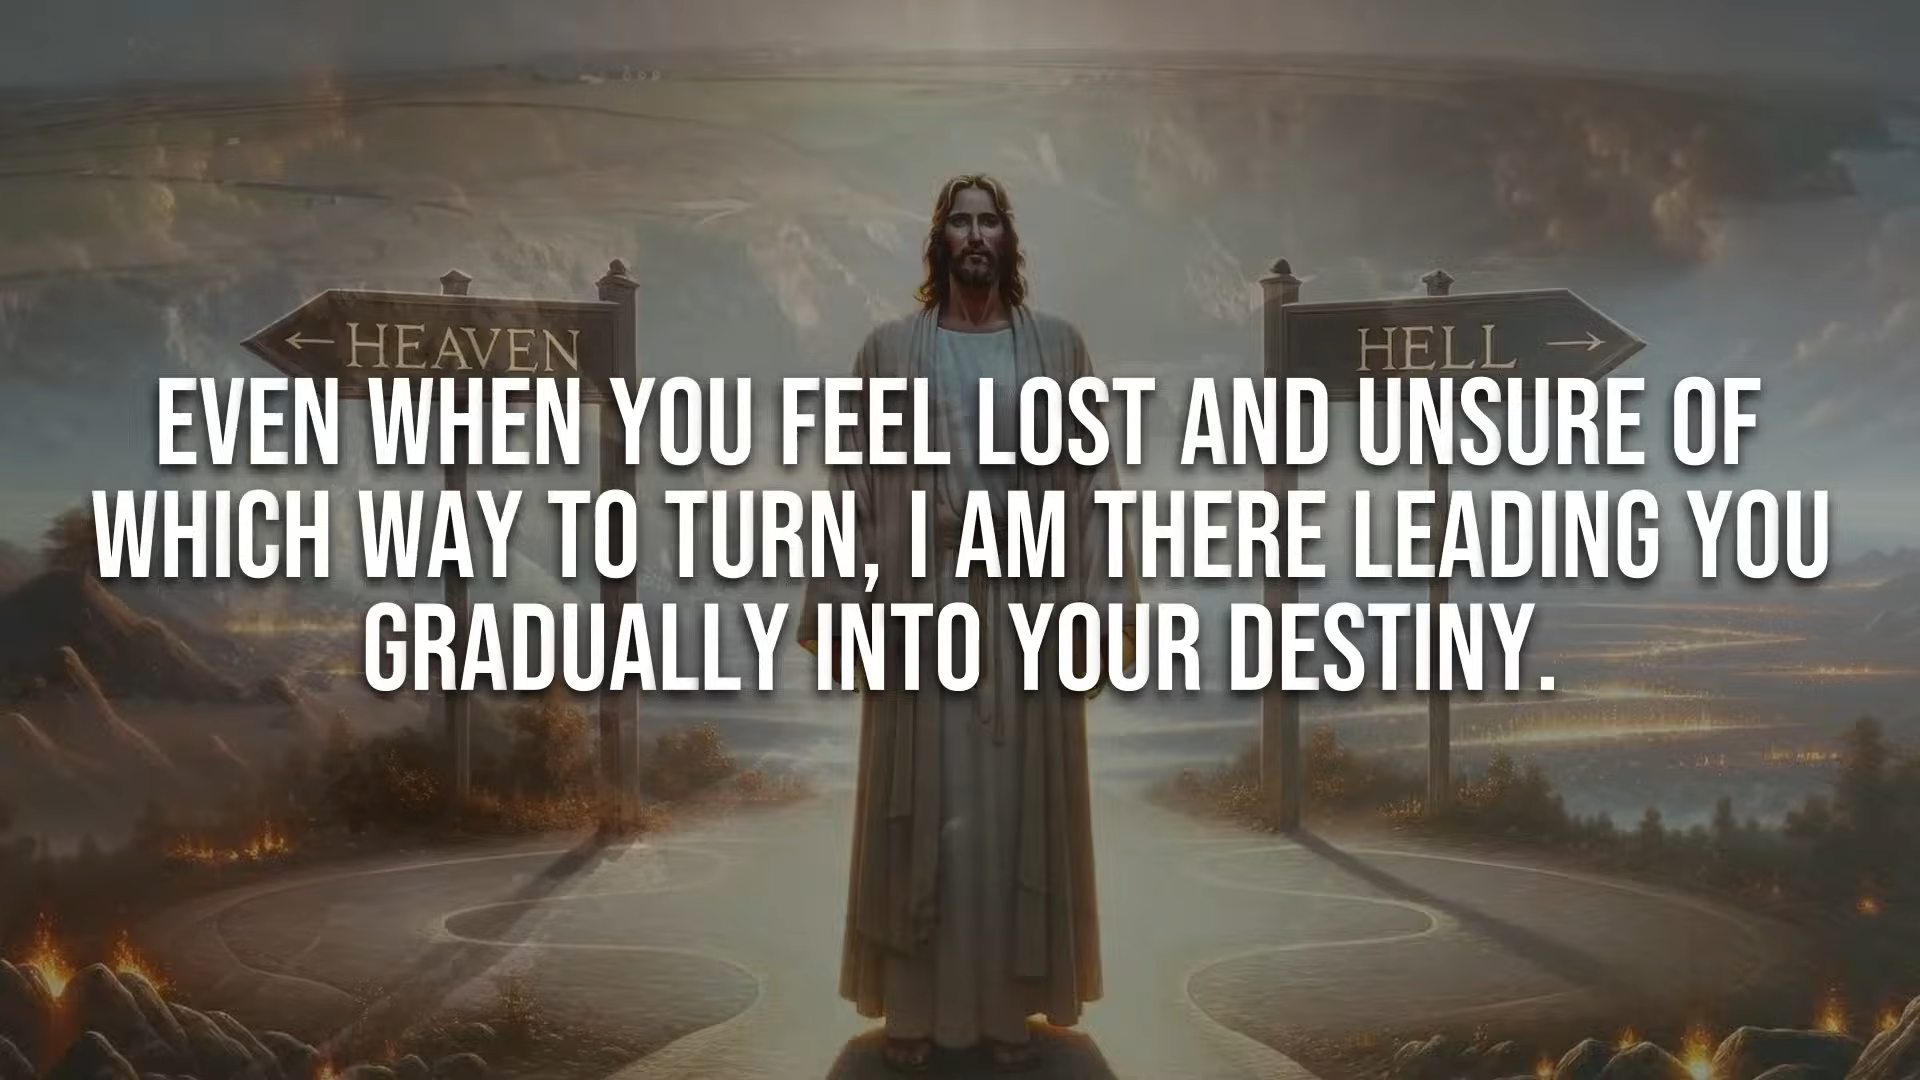 ← HEAVEN
HELL →
EVEN WHEN YOU FEEL LOST AND UNSURE OF
WHICH WAY TO TURN, I AM THERE LEADING YOU
GRADUALLY INTO YOUR DESTINY.